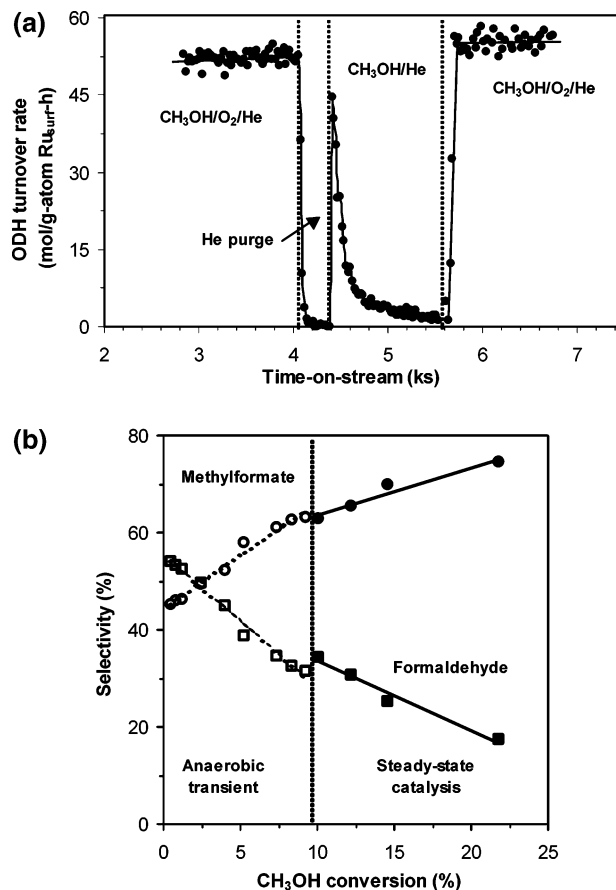 (a)
60
45
30
15
0
ODH turnover rate
(mol/g-atom Ru_surf-h)
CH₃OH/O₂/He
CH₃OH/He
CH₃OH/O₂/He
He purge
2 3 4 5 6 7
Time-on-stream (ks)
(b)
80
60
40
20
0
Selectivity (%)
Methylformate
Formaldehyde
Anaerobic
transient
Steady-state
catalysis
0 5 10 15 20 25
CH₃OH conversion (%)